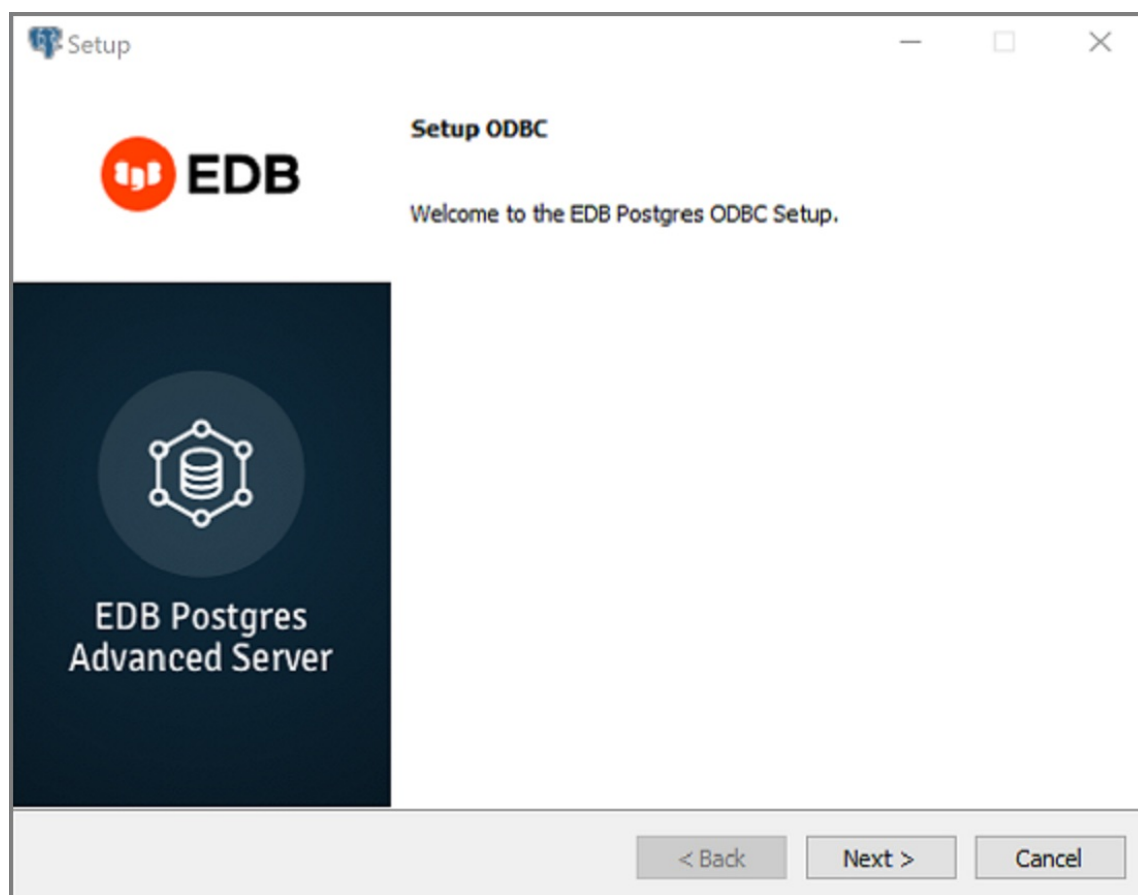 Setup
EDB
Setup ODBC
Welcome to the EDB Postgres ODBC Setup.
EDB Postgres
Advanced Server
< Back
Next >
Cancel